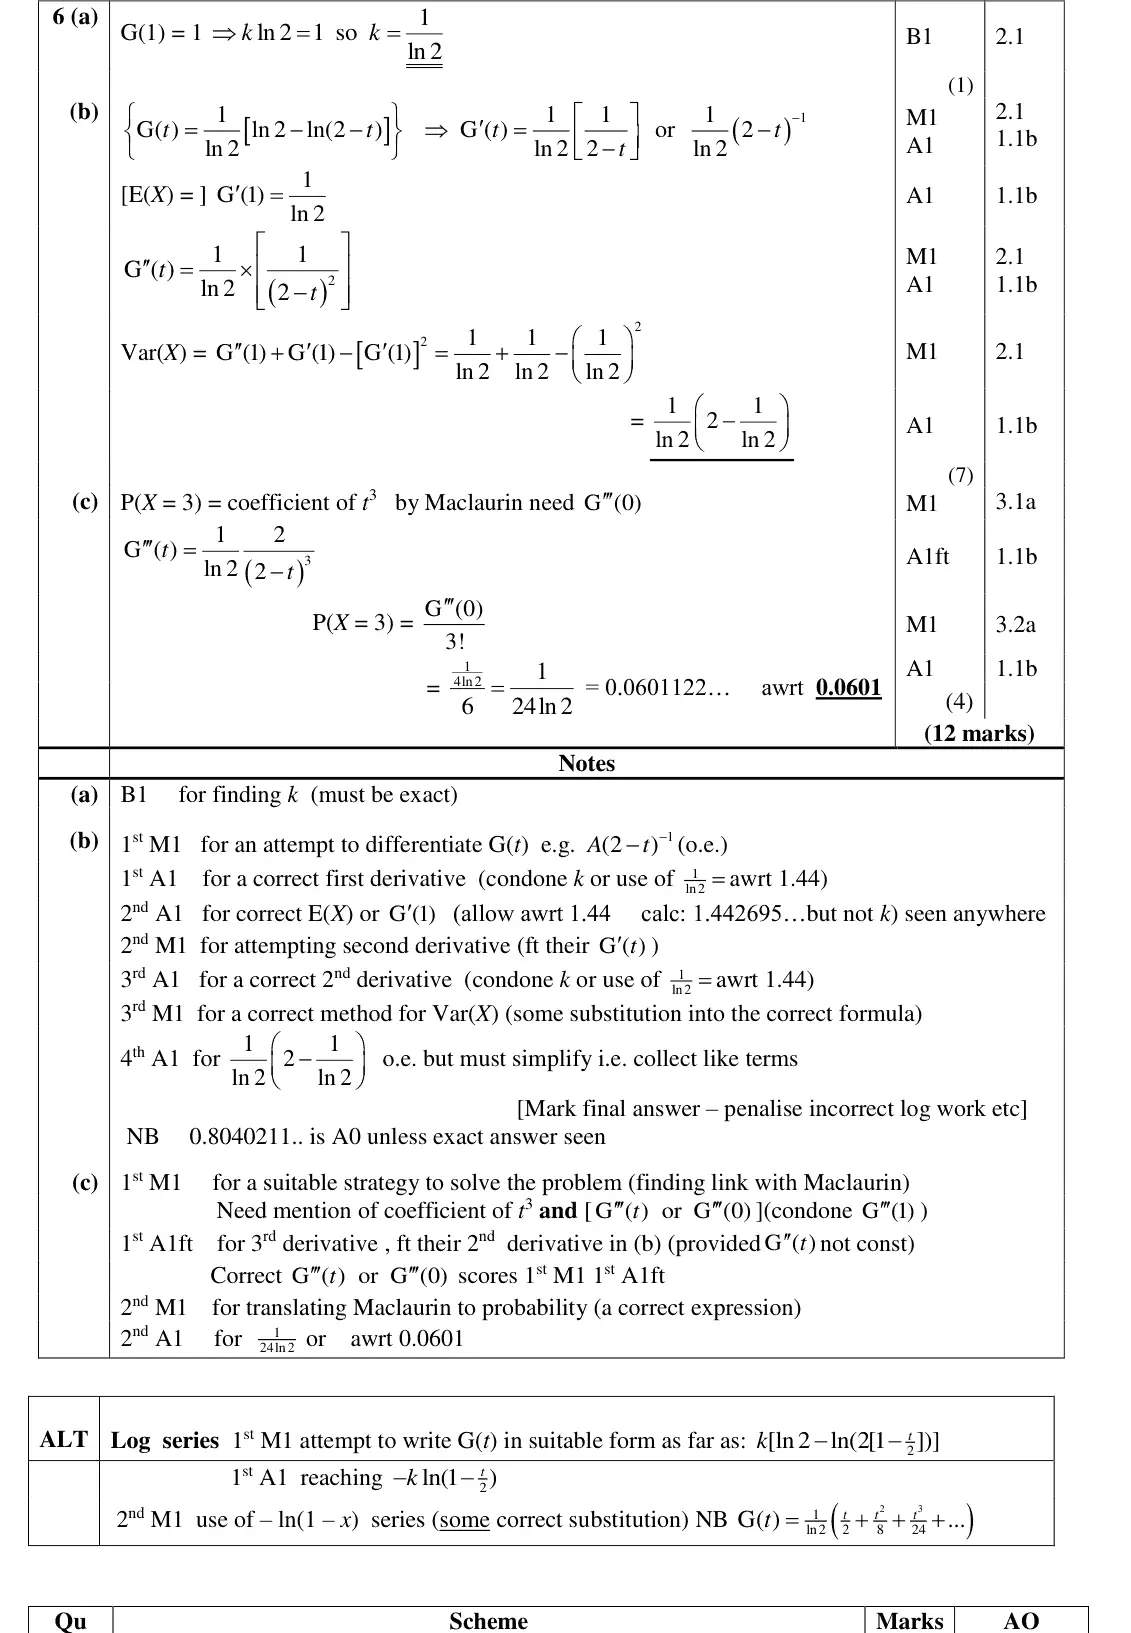 6 (a) G(1) = 1 ⇒ k ln 2 = 1 so k = 1/ln 2 B1 2.1
(1)
(b) {G(t) = 1/ln 2 [ln 2 − ln(2 − t)]} ⇒ G′(t) = 1/ln 2 [1/(2 − t)] or 1/ln 2 (2 − t)⁻¹ M1 A1 2.1 1.1b
[E(X) = ] G′(1) = 1/ln 2 A1 1.1b
G″(t) = 1/ln 2 × [1/(2 − t)²] M1 A1 2.1 1.1b
Var(X) = G″(1) + G′(1) − [G′(1)]² = 1/ln 2 + 1/ln 2 − (1/ln 2)² M1 2.1
= 1/ln 2 (2 − 1/ln 2) A1 1.1b
(7)
(c) P(X = 3) = coefficient of t³ by Maclaurin need G‴(0) M1 3.1a
G‴(t) = 1/ln 2 2/(2 − t)³ A1ft 1.1b
P(X = 3) = G‴(0)/3! M1 3.2a
= (1/(4 ln 2))/6 = 1/(24 ln 2) = 0.0601122… awrt 0.0601 A1 1.1b
(4)
(12 marks)
Notes
(a) B1 for finding k (must be exact)
(b) 1st M1 for an attempt to differentiate G(t) e.g. A(2 − t)⁻¹ (o.e.)
1st A1 for a correct first derivative (condone k or use of 1/ln 2 = awrt 1.44)
2nd A1 for correct E(X) or G′(1) (allow awrt 1.44 calc: 1.442695…but not k) seen anywhere
2nd M1 for attempting second derivative (ft their G′(t) )
3rd A1 for a correct 2nd derivative (condone k or use of 1/ln 2 = awrt 1.44)
3rd M1 for a correct method for Var(X) (some substitution into the correct formula)
4th A1 for 1/ln 2 (2 − 1/ln 2) o.e. but must simplify i.e. collect like terms
[Mark final answer – penalise incorrect log work etc]
NB 0.8040211.. is A0 unless exact answer seen
(c) 1st M1 for a suitable strategy to solve the problem (finding link with Maclaurin)
Need mention of coefficient of t³ and [ G‴(t) or G‴(0) ](condone G‴(1) )
1st A1ft for 3rd derivative , ft their 2nd derivative in (b) (provided G″(t) not const)
Correct G‴(t) or G‴(0) scores 1st M1 1st A1ft
2nd M1 for translating Maclaurin to probability (a correct expression)
2nd A1 for 1/(24 ln 2) or awrt 0.0601
ALT Log series 1st M1 attempt to write G(t) in suitable form as far as: k[ln 2 − ln(2[1 − t/2])]
1st A1 reaching −k ln(1 − t/2)
2nd M1 use of – ln(1 – x) series (some correct substitution) NB G(t) = 1/ln 2 (t/2 + t²/8 + t³/24 + ...)
Qu Scheme Marks AO